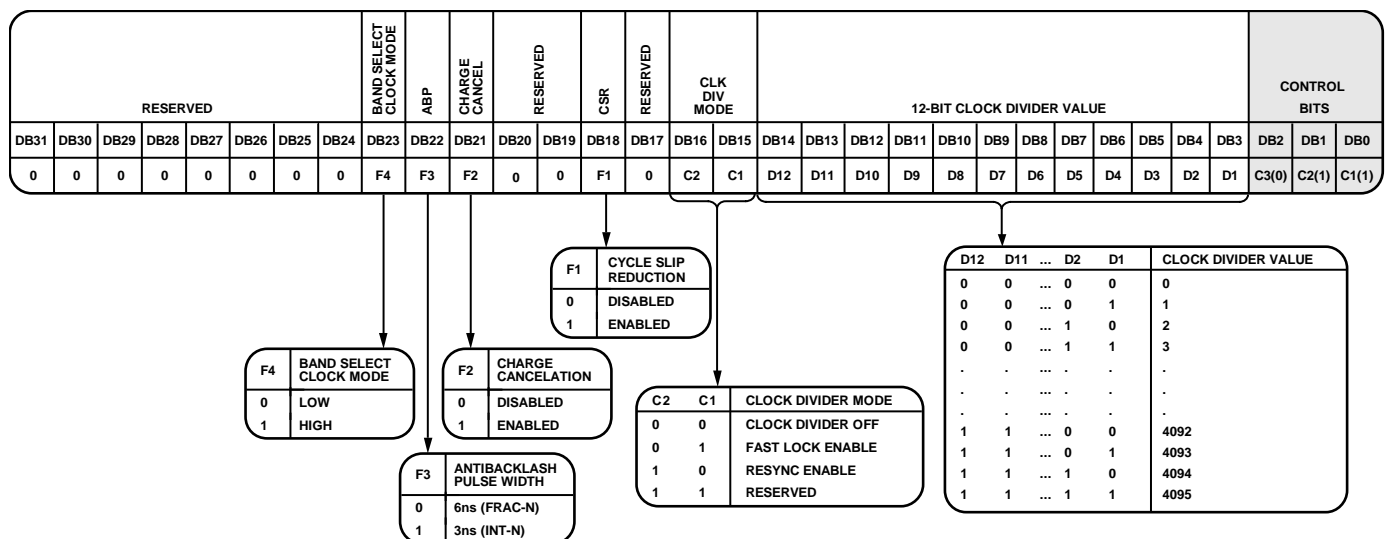 RESERVED
BAND SELECT
CLOCK MODE
ABP
CHARGE
CANCEL
RESERVED
CSR
RESERVED
CLK
DIV
MODE
12-BIT CLOCK DIVIDER VALUE
CONTROL
BITS
DB31 DB30 DB29 DB28 DB27 DB26 DB25 DB24 DB23 DB22 DB21 DB20 DB19 DB18 DB17 DB16 DB15 DB14 DB13 DB12 DB11 DB10 DB9 DB8 DB7 DB6 DB5 DB4 DB3 DB2 DB1 DB0
0 0 0 0 0 0 0 0 F4 F3 F2 0 0 F1 0 C2 C1 D12 D11 D10 D9 D8 D7 D6 D5 D4 D3 D2 D1 C3(0) C2(1) C1(1)
F1 CYCLE SLIP
REDUCTION
0 DISABLED
1 ENABLED
D12 D11 ... D2 D1 CLOCK DIVIDER VALUE
0 0 ... 0 0 0
0 0 ... 0 1 1
0 0 ... 1 0 2
0 0 ... 1 1 3
. . ... . . .
. . ... . . .
. . ... . . .
1 1 ... 0 0 4092
1 1 ... 0 1 4093
1 1 ... 1 0 4094
1 1 ... 1 1 4095
F4 BAND SELECT
CLOCK MODE
0 LOW
1 HIGH
F2 CHARGE
CANCELATION
0 DISABLED
1 ENABLED
C2 C1 CLOCK DIVIDER MODE
0 0 CLOCK DIVIDER OFF
0 1 FAST LOCK ENABLE
1 0 RESYNC ENABLE
1 1 RESERVED
F3 ANTIBACKLASH
PULSE WIDTH
0 6ns (FRAC-N)
1 3ns (INT-N)